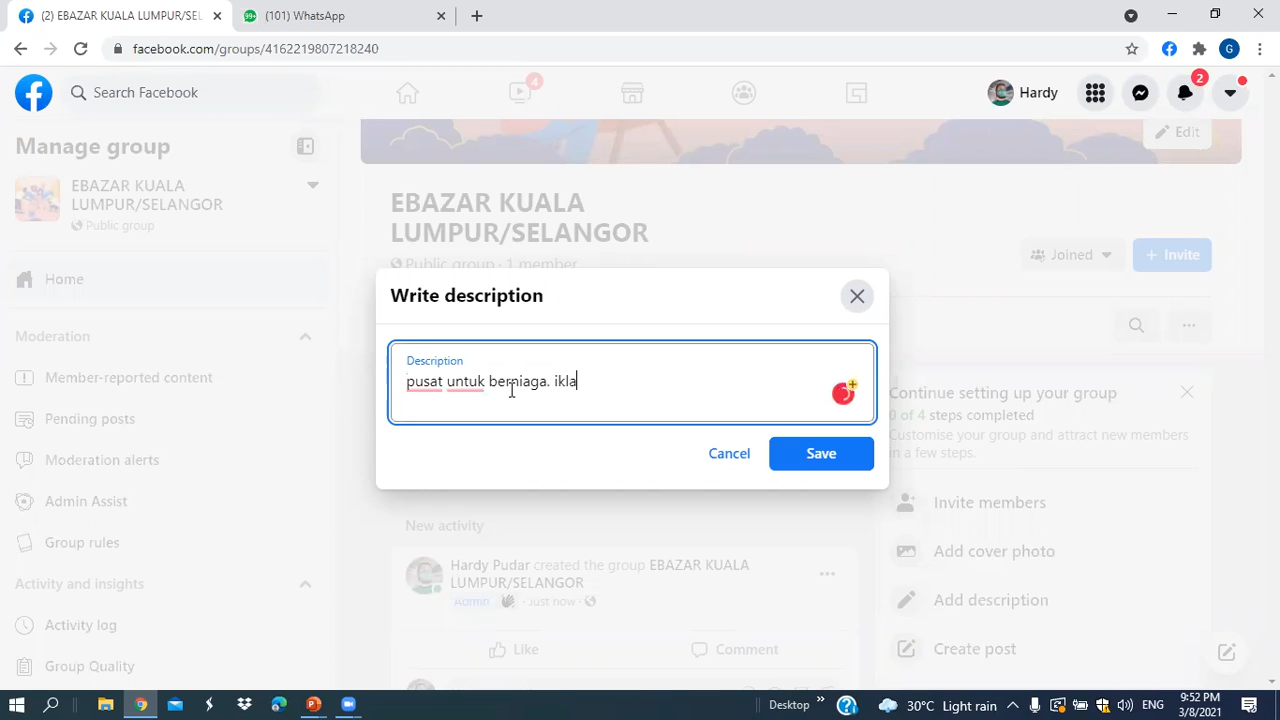 (2) EBAZAR KUALA LUMPUR/SEL
99+
(101) WhatsApp
facebook.com/groups/4162219807218240
G
Search Facebook
4
Hardy
2
Manage group
Edit
EBAZAR KUALA
LUMPUR/SELANGOR
Public group
EBAZAR KUALA
LUMPUR/SELANGOR
Public group · 1 member
Joined
+ Invite
Home
Write description
Description
pusat untuk berniaga. ikla
Cancel
Save
Moderation
Member-reported content
Pending posts
Moderation alerts
Admin Assist
Group rules
Activity and insights
Activity log
Group Quality
Continue setting up your group
0 of 4 steps completed
Customise your group and attract new members
in a few steps.
Invite members
Add cover photo
Add description
Create post
New activity
Hardy Pudar created the group EBAZAR KUALA
LUMPUR/SELANGOR
Admin · Just now ·
Like
Comment
Desktop
30°C Light rain
ENG
9:52 PM
3/8/2021